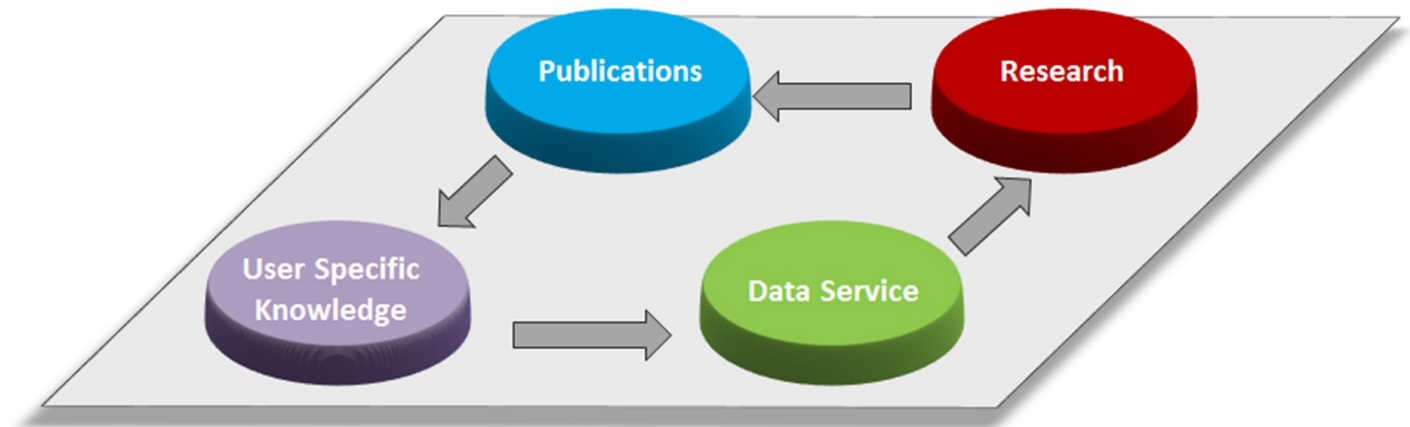 Publications
Research
User Specific
Knowledge
Data Service